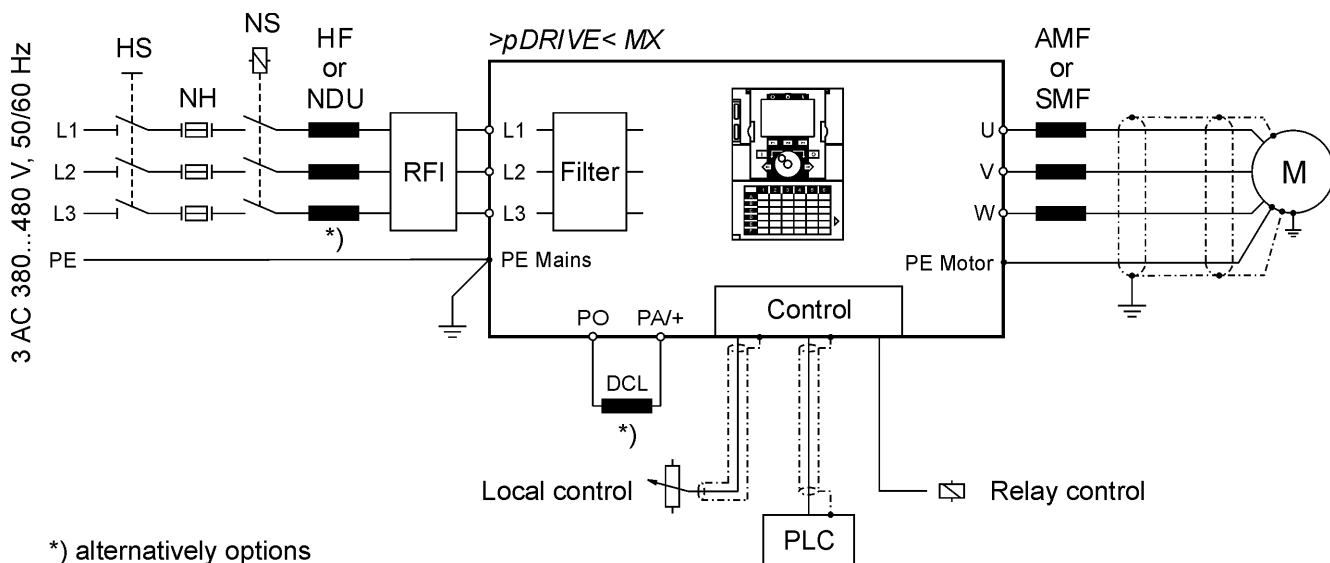 3 AC 380...480 V, 50/60 Hz
HS
NS
NH
HF
or
NDU
>pDRIVE< MX
AMF
or
SMF
L1
L2
L3
PE
*)
RFI
L1
L2
L3
Filter
PE Mains
U
V
W
PE Motor
M
PO
PA/+
Control
DCL
*)
Local control
PLC
Relay control
*) alternatively options